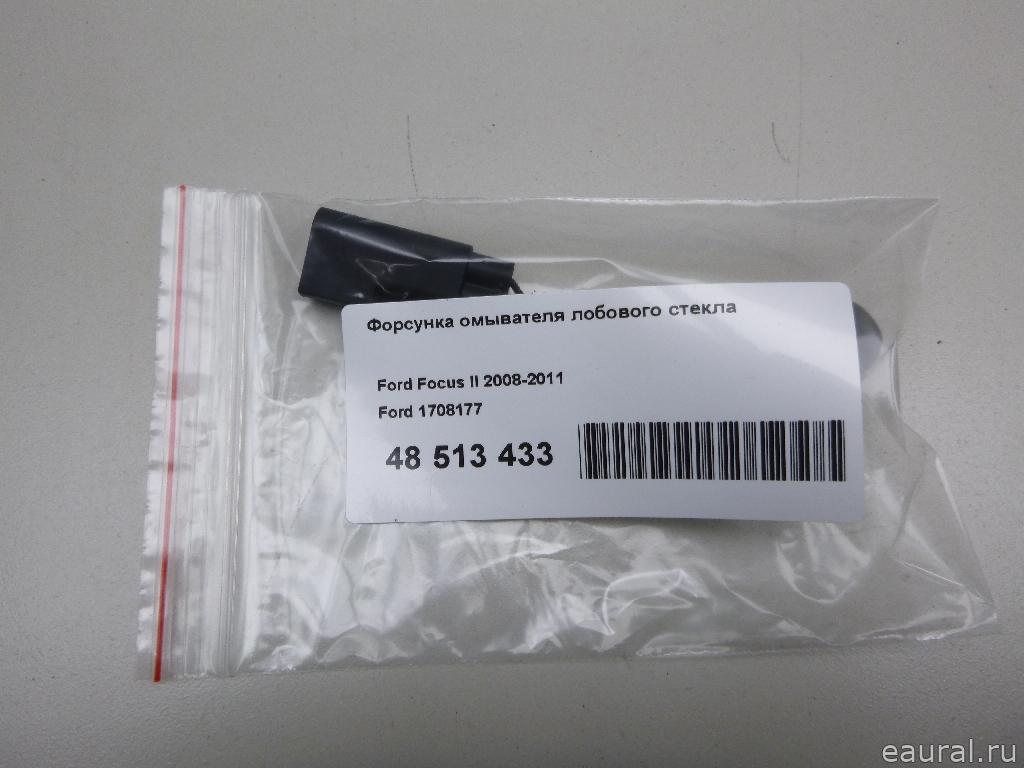 Форсунка омывателя лобового стекла
Ford Focus II 2008-2011
Ford 1708177
48 513 433
eaural.ru